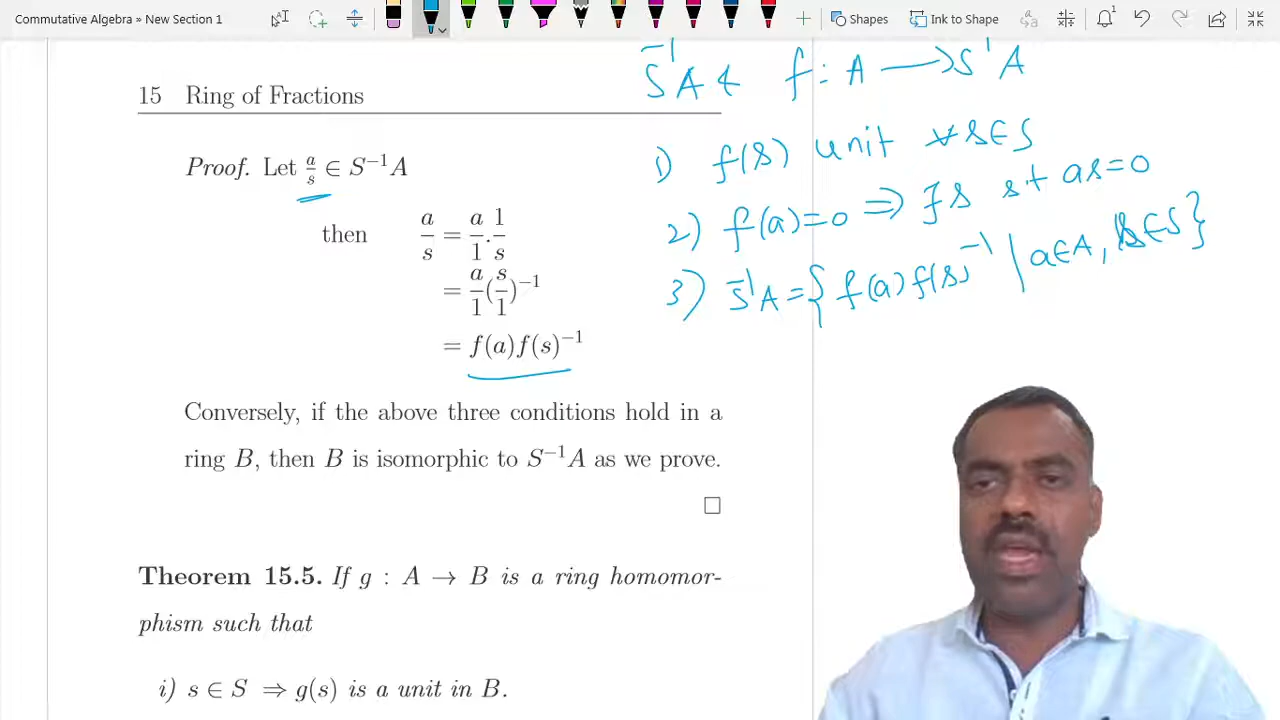 Commutative Algebra » New Section 1
Shapes
Ink to Shape
15 Ring of Fractions
Proof. Let a/s ∈ S⁻¹A
then a/s = a/1 . 1/s
= a/1 (s/1)⁻¹
= f(a)f(s)⁻¹
Conversely, if the above three conditions hold in a
ring B, then B is isomorphic to S⁻¹A as we prove.
□
Theorem 15.5. If g : A → B is a ring homomor-
phism such that
i) s ∈ S ⇒ g(s) is a unit in B.
S⁻¹A & f : A → S⁻¹A
1) f(s) unit ∀ s∈S
2) f(a)=0 ⇒ ∃ s st as=0
3) S⁻¹A = { f(a) f(s)⁻¹ | a∈A, s∈S }